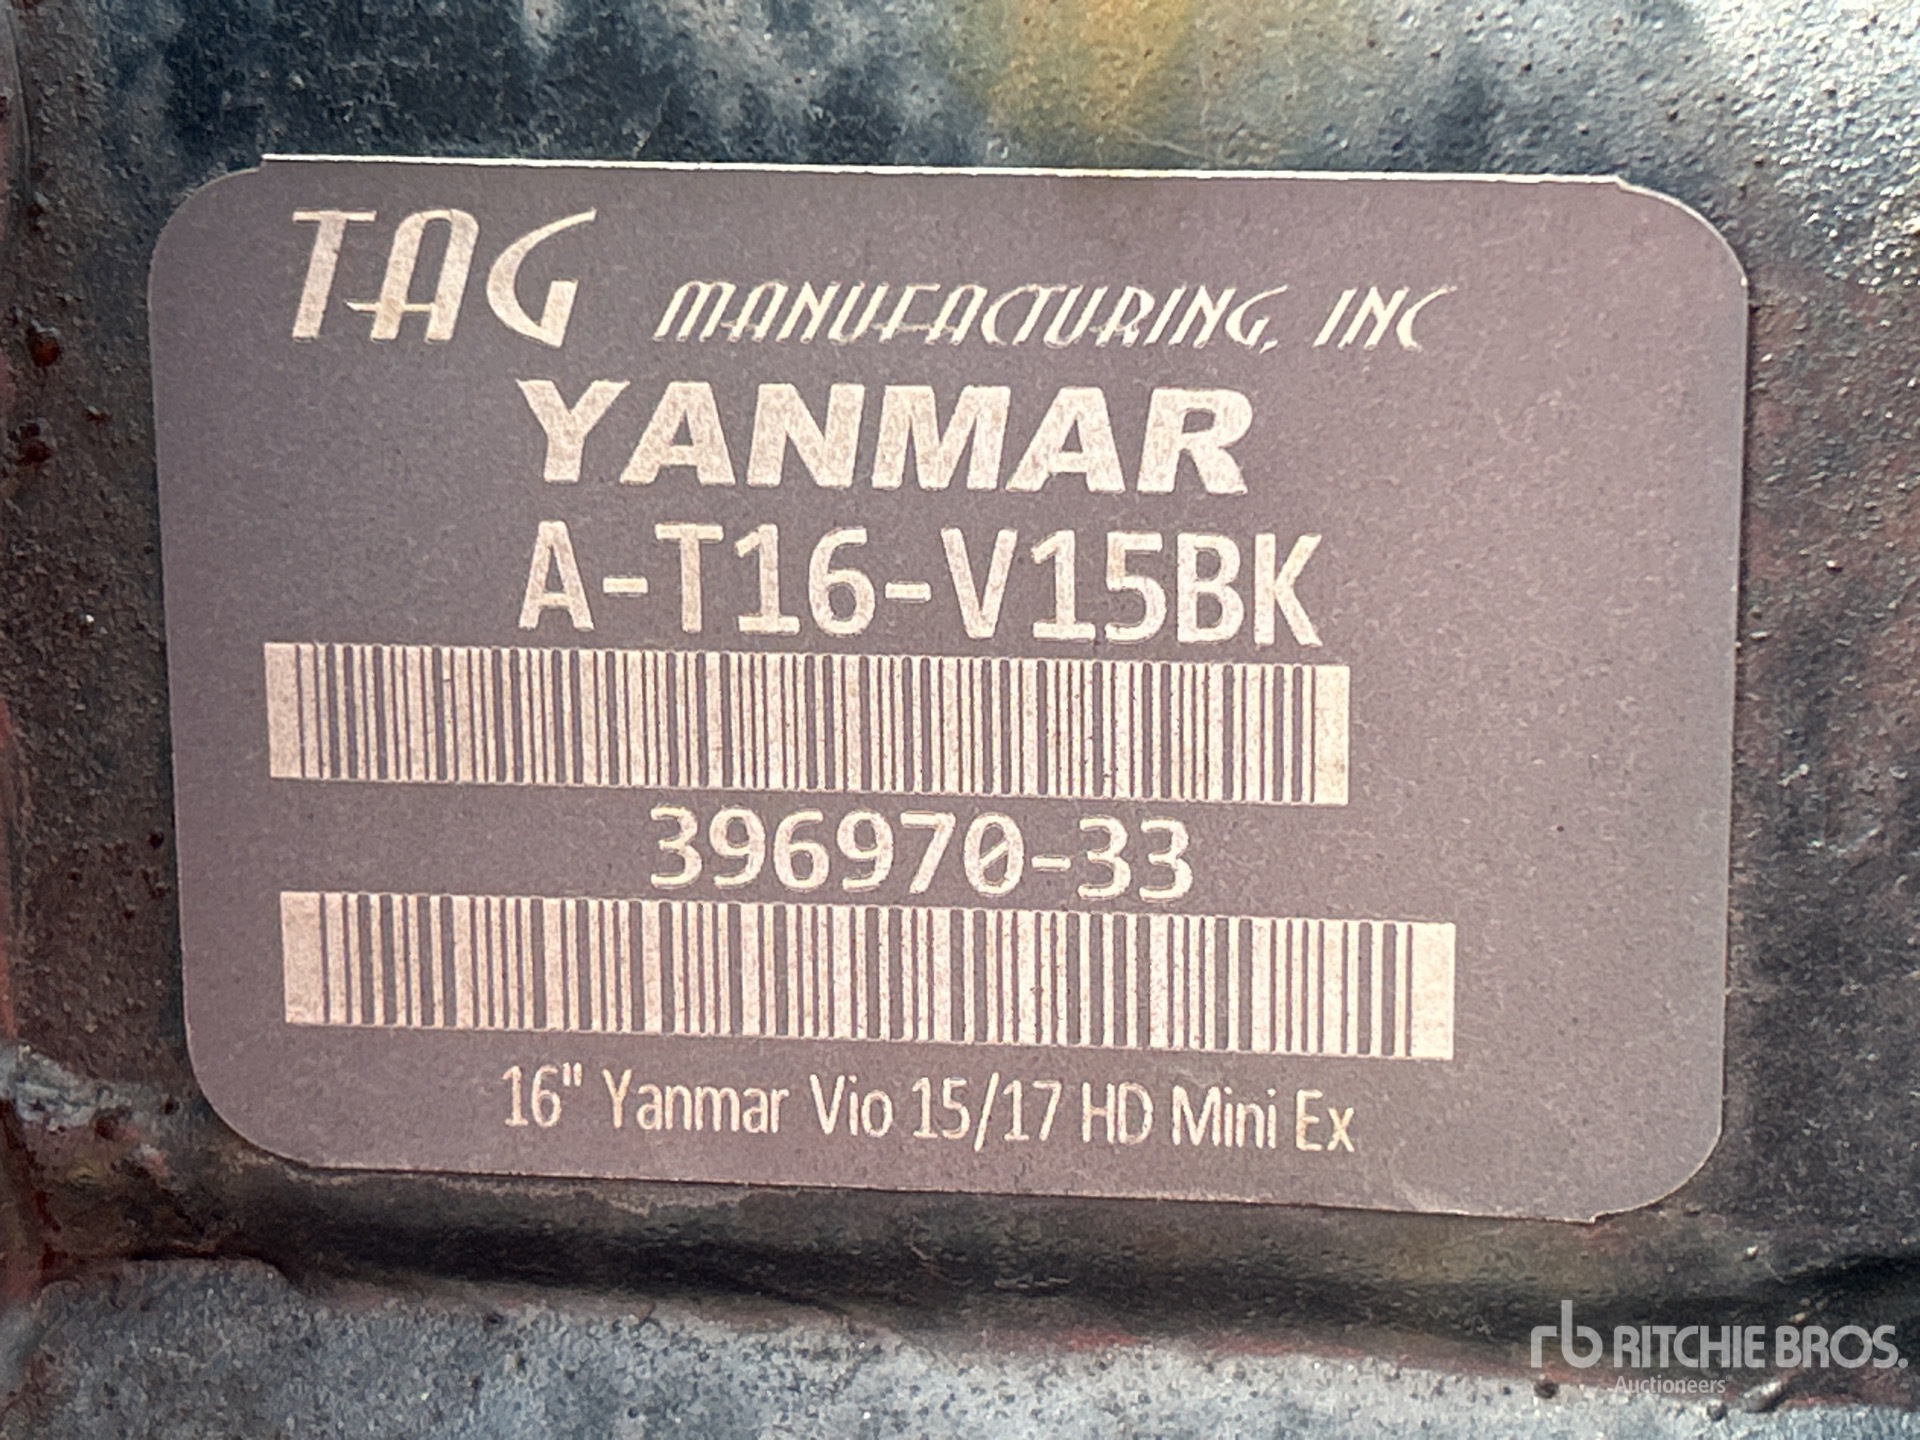 TAG MANUFACTURING, INC
YANMAR
A-T16-V15BK
396970-33
16" Yanmar Vio 15/17 HD Mini Ex
rb RITCHIE BROS.
Auctioneers